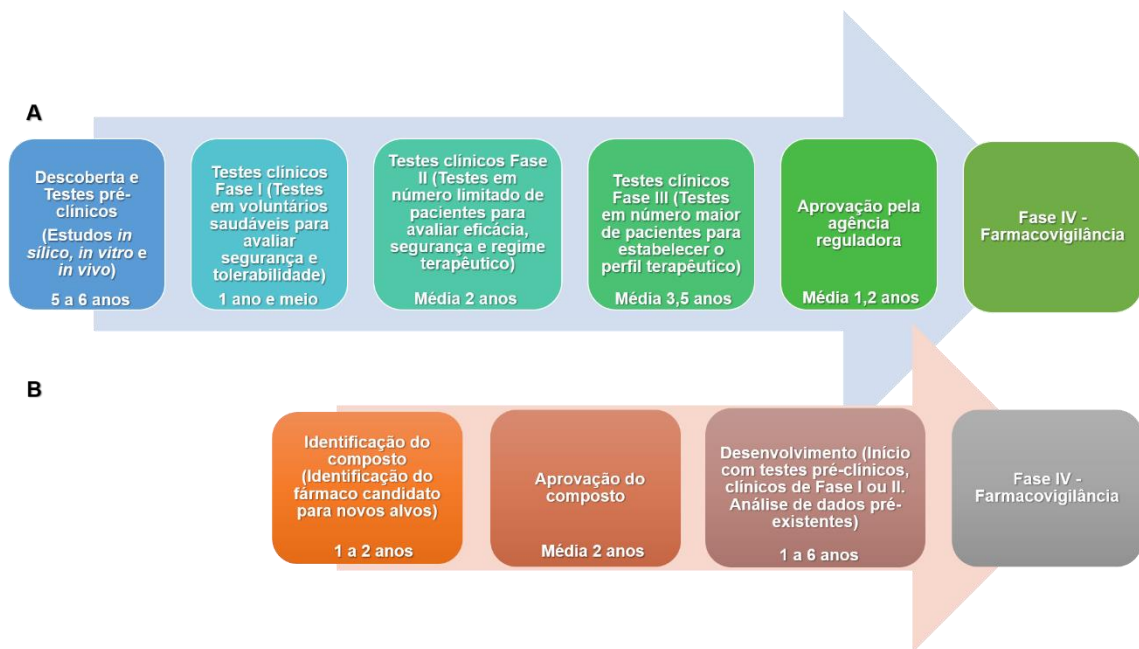 A
Descoberta e
Testes pré-
clínicos
(Estudos in
sílico, in vitro e
in vivo)
5 a 6 anos
Testes clínicos
Fase I (Testes
em voluntários
saudáveis para
avaliar
segurança e
tolerabilidade)
1 ano e meio
Testes clínicos Fase
II (Testes em
número limitado de
pacientes para
avaliar eficácia,
segurança e regime
terapêutico)
Média 2 anos
Testes clínicos
Fase III (Testes
em número maior
de pacientes para
estabelecer o
perfil terapêutico)
Média 3,5 anos
Aprovação pela
agência
reguladora
Média 1,2 anos
Fase IV -
Farmacovigilância
B
Identificação do
composto
(Identificação do
fármaco candidato
para novos alvos)
1 a 2 anos
Aprovação do
composto
Média 2 anos
Desenvolvimento (Início
com testes pré-clínicos,
clínicos de Fase I ou II.
Análise de dados pré-
existentes)
1 a 6 anos
Fase IV -
Farmacovigilância